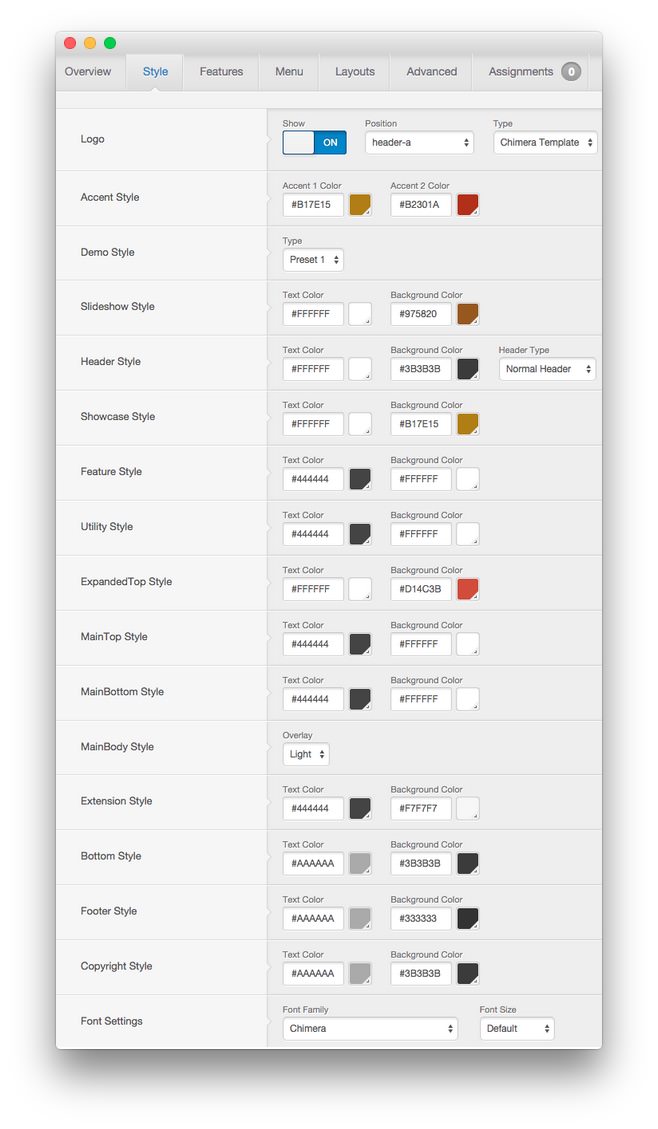 Overview Style Features Menu Layouts Advanced Assignments 0
Show Position Type
Logo ON header-a Chimera Template
Accent 1 Color Accent 2 Color
Accent Style #B17E15 #B2301A
Type
Demo Style Preset 1
Text Color Background Color
Slideshow Style #FFFFFF #975820
Text Color Background Color Header Type
Header Style #FFFFFF #3B3B3B Normal Header
Text Color Background Color
Showcase Style #FFFFFF #B17E15
Text Color Background Color
Feature Style #444444 #FFFFFF
Text Color Background Color
Utility Style #444444 #FFFFFF
Text Color Background Color
ExpandedTop Style #FFFFFF #D14C3B
Text Color Background Color
MainTop Style #444444 #FFFFFF
Text Color Background Color
MainBottom Style #444444 #FFFFFF
Overlay
MainBody Style Light
Text Color Background Color
Extension Style #444444 #F7F7F7
Text Color Background Color
Bottom Style #AAAAAA #3B3B3B
Text Color Background Color
Footer Style #AAAAAA #333333
Text Color Background Color
Copyright Style #AAAAAA #3B3B3B
Font Family Font Size
Font Settings Chimera Default